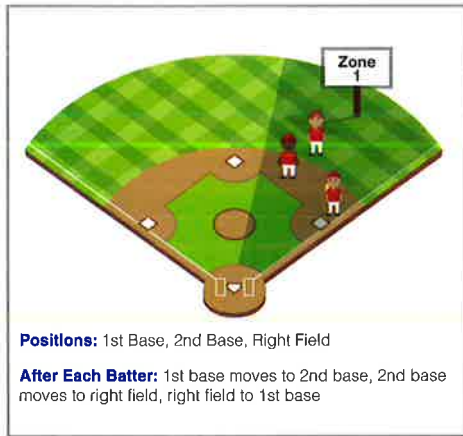 Zone
1
Positions: 1st Base, 2nd Base, Right Field
After Each Batter: 1st base moves to 2nd base, 2nd base
moves to right field, right field to 1st base